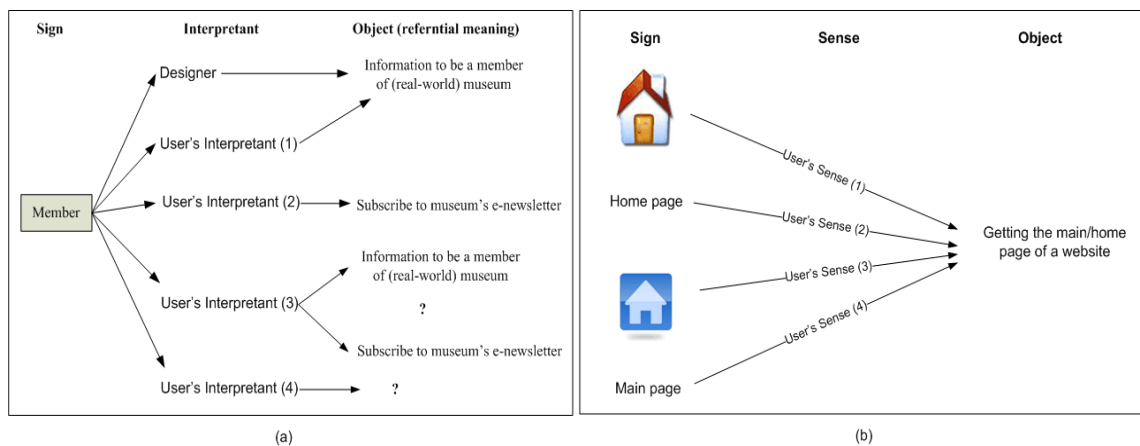 Sign Interpretant Object (referntial meaning)
Designer
Information to be a member
of (real-world) museum
User's Interpretant (1)
Member
User's Interpretant (2)
Subscribe to museum's e-newsletter
Information to be a member
of (real-world) museum
User's Interpretant (3)
?
Subscribe to museum's e-newsletter
User's Interpretant (4)
?
(a)
Sign Sense Object
User's Sense (1)
Home page
User's Sense (2)
Getting the main/home
page of a website
User's Sense (3)
User's Sense (4)
Main page
(b)